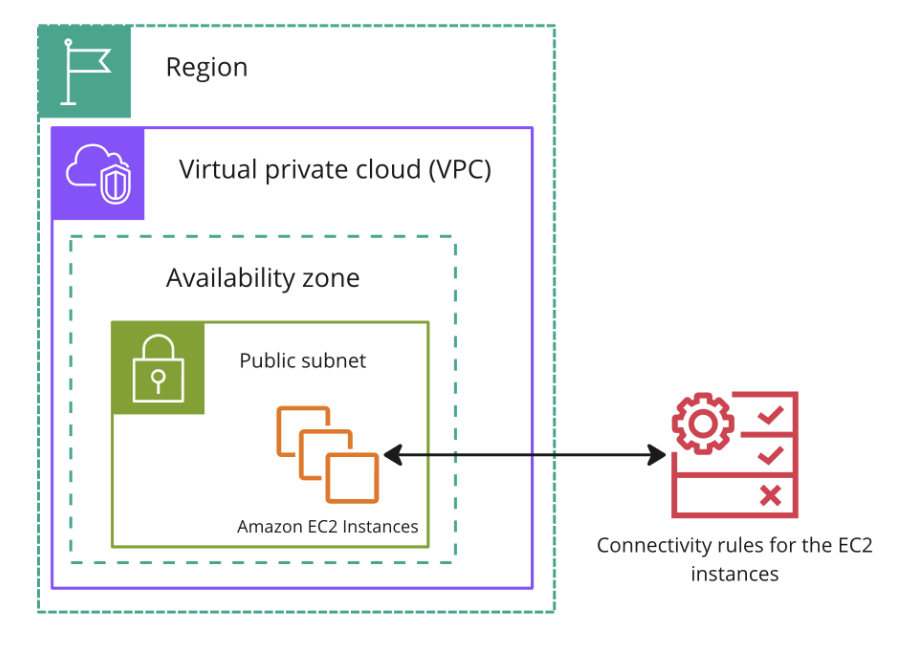 Region
Virtual private cloud (VPC)
Availability zone
Public subnet
Amazon EC2 Instances
Connectivity rules for the EC2
instances